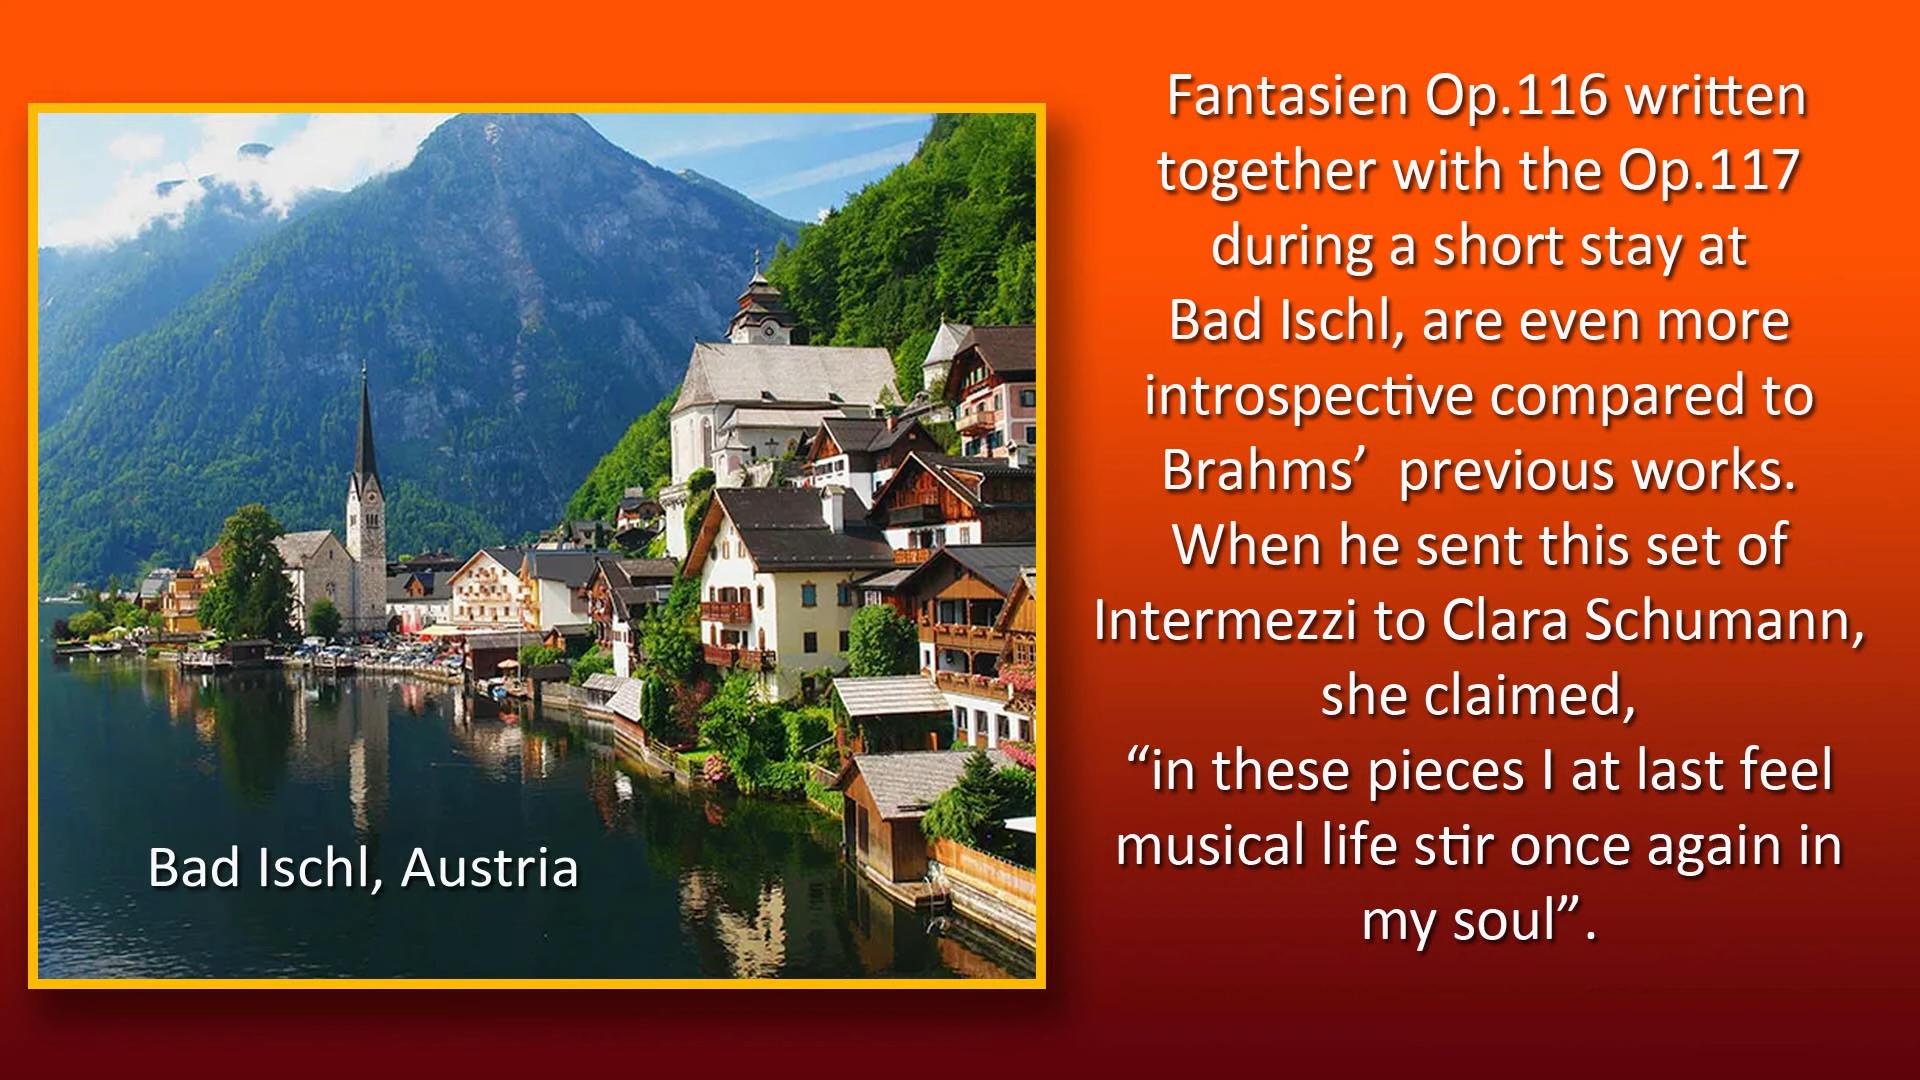 Bad Ischl, Austria
Fantasien Op.116 written
together with the Op.117
during a short stay at
Bad Ischl, are even more
introspective compared to
Brahms’  previous works.
When he sent this set of
Intermezzi to Clara Schumann,
she claimed,
“in these pieces I at last feel
musical life stir once again in
my soul”.